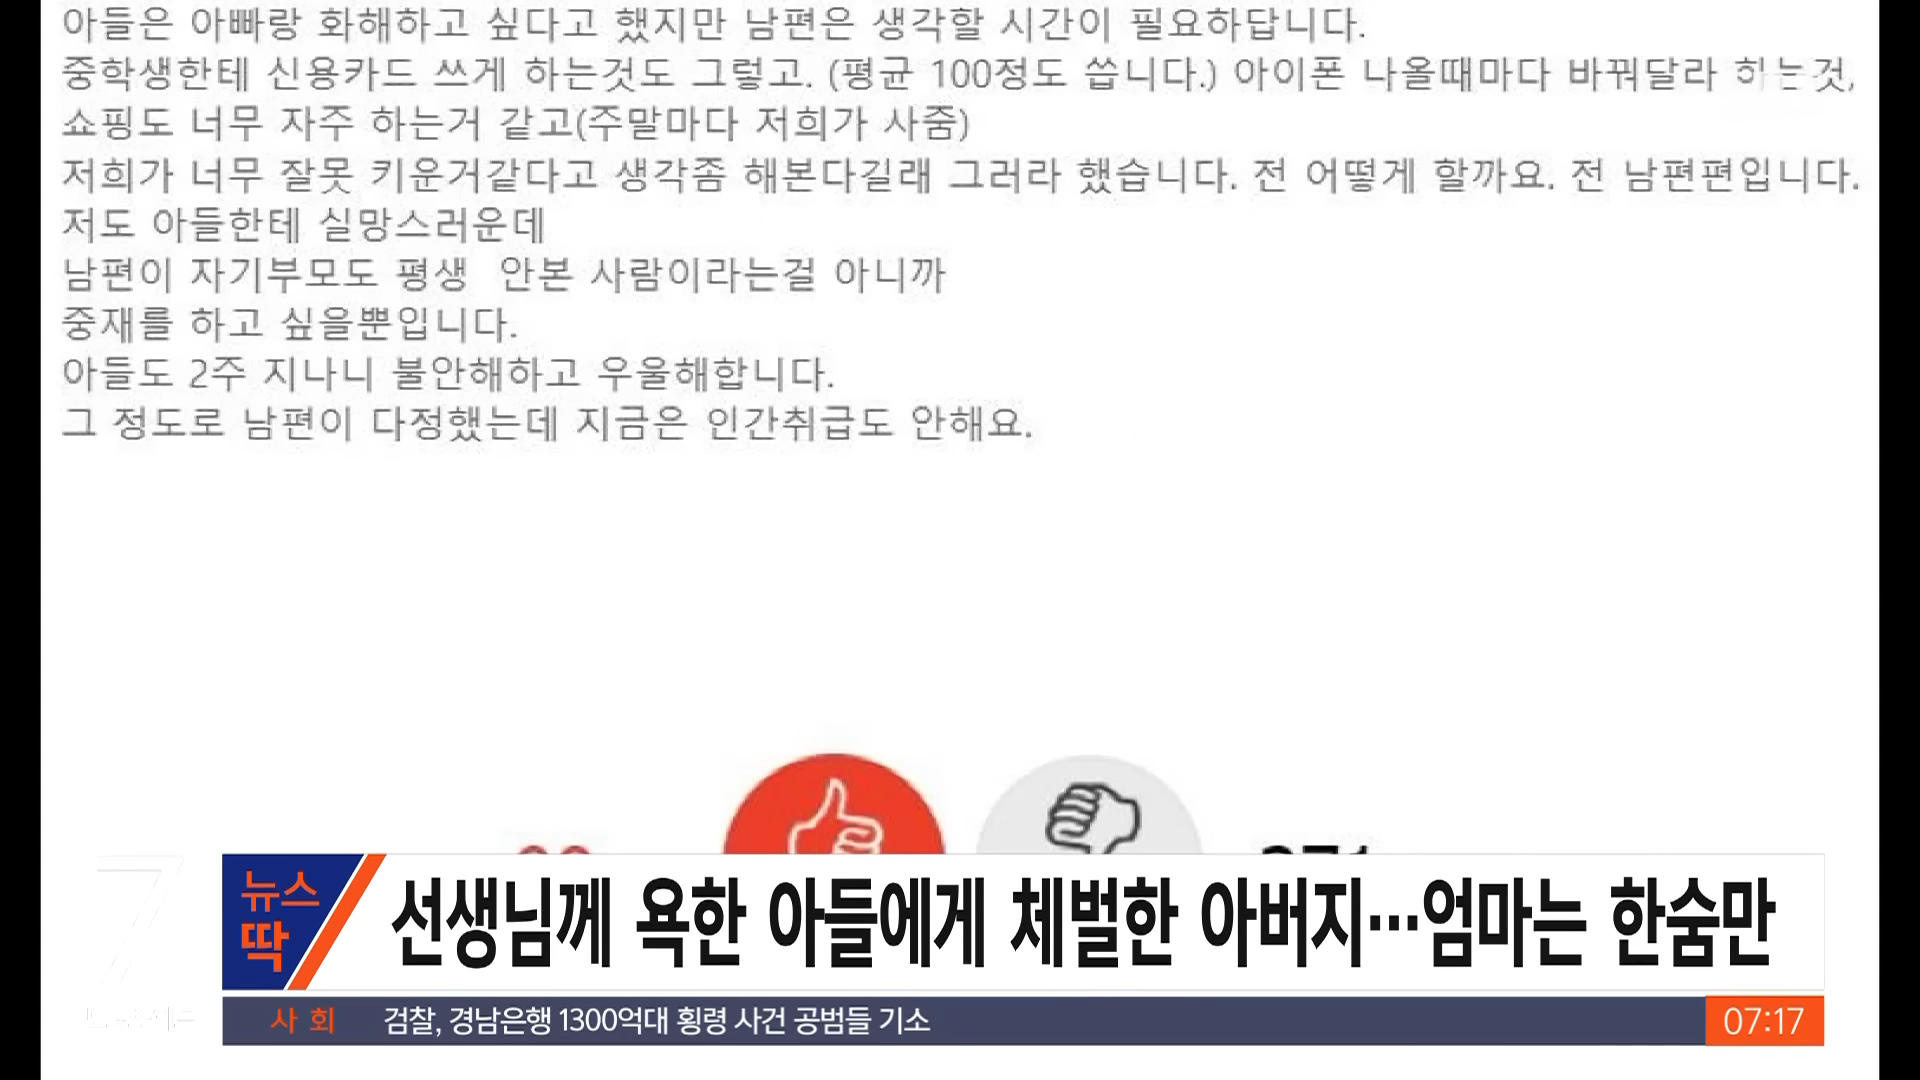 아들은 아빠랑 화해하고 싶다고 했지만 남편은 생각할 시간이 필요하답니다.
중학생한테 신용카드 쓰게 하는것도 그렇고. (평균 100정도 씁니다.) 아이폰 나올때마다 바꿔달라 하는것,
쇼핑도 너무 자주 하는거 같고(주말마다 저희가 사줌)
저희가 너무 잘못 키운거같다고 생각좀 해본다길래 그러라 했습니다. 전 어떻게 할까요. 전 남편편입니다.
저도 아들한테 실망스러운데
남편이 자기부모도 평생 안본 사람이라는걸 아니까
중재를 하고 싶을뿐입니다.
아들도 2주 지나니 불안해하고 우울해합니다.
그 정도로 남편이 다정했는데 지금은 인간취급도 안해요.
7
뉴스
딱
선생님께 욕한 아들에게 체벌한 아버지…엄마는 한숨만
사회 검찰, 경남은행 1300억대 횡령 사건 공범들 기소 07:17